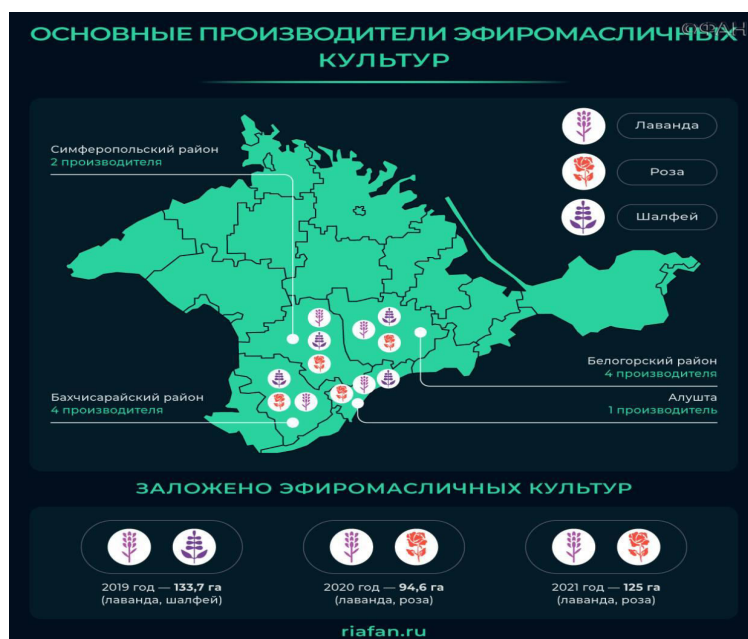 ОСНОВНЫЕ ПРОИЗВОДИТЕЛИ ЭФИРОМАСЛИЧНЫХ
КУЛЬТУР
©ФАН
Лаванда
Роза
Шалфей
Симферопольский район
2 производителя
Белогорский район
4 производителя
Бахчисарайский район
4 производителя
Алушта
1 производитель
ЗАЛОЖЕНО ЭФИРОМАСЛИЧНЫХ КУЛЬТУР
2019 год — 133,7 га
(лаванда, шалфей)
2020 год — 94,6 га
(лаванда, роза)
2021 год — 125 га
(лаванда, роза)
riafan.ru